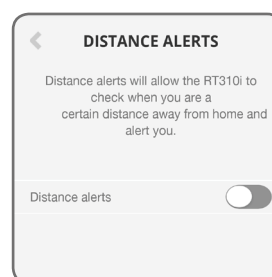 DISTANCE ALERTS
Distance alerts will allow the RT310i to
check when you are a
certain distance away from home and
alert you.
Distance alerts